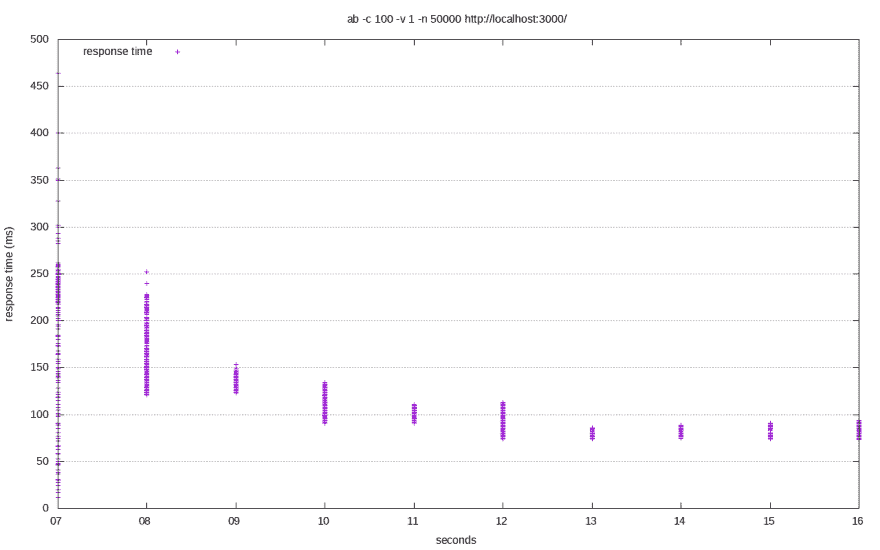 ab -c 100 -v 1 -n 50000 http://localhost:3000/
response time
500
450
400
350
300
250
200
150
100
50
0
response time (ms)
07 08 09 10 11 12 13 14 15 16
seconds